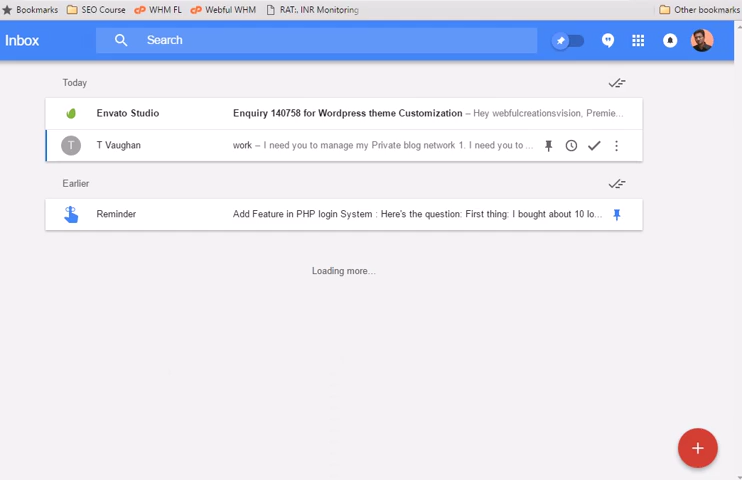 Bookmarks SEO Course WHM FL Webful WHM RAT:. INR Monitoring Other bookmarks
Inbox Search
Today
Envato Studio Enquiry 140758 for Wordpress theme Customization – Hey webfulcreationsvision, Premie...
T T Vaughan work – I need you to manage my Private blog network 1. I need you to ...
Earlier
Reminder Add Feature in PHP login System : Here's the question: First thing: I bought about 10 lo...
Loading more...